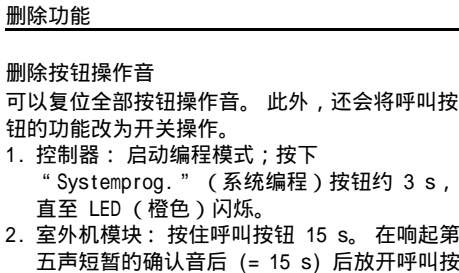 删除功能
删除按钮操作音
可以复位全部按钮操作音。 此外，还会将呼叫按
钮的功能改为开关操作。
1. 控制器： 启动编程模式；按下
“Systemprog.”（系统编程）按钮约 3 s，
直至 LED（橙色）闪烁。
2. 室外机模块： 按住呼叫按钮 15 s。 在响起第
五声短暂的确认音后 (= 15 s) 后放开呼叫按